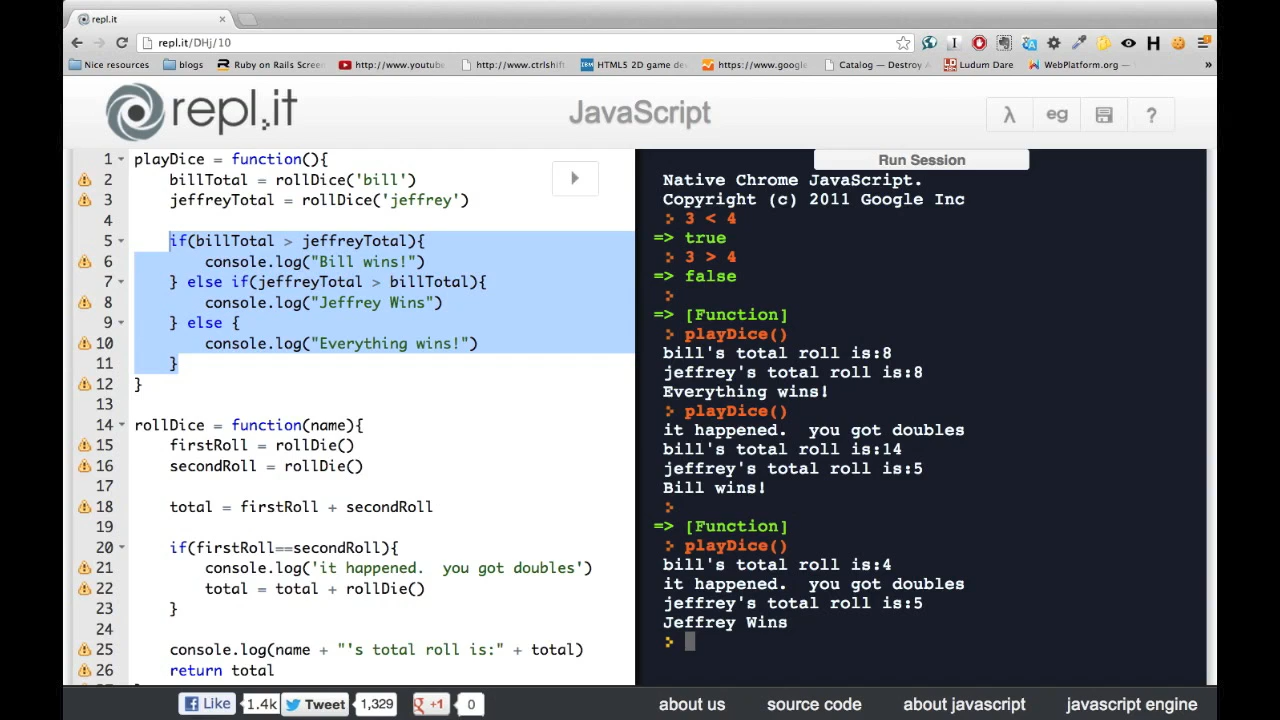 repl.it
repl.it/DHj/10
Nice resources blogs Ruby on Rails Screen http://www.youtube http://www.ctrlshift HTML5 2D game dev https://www.google Catalog — Destroy Ludum Dare WebPlatform.org — »
repl.it JavaScript λ eg ?
Run Session
1 playDice = function(){
2 billTotal = rollDice('bill')
3 jeffreyTotal = rollDice('jeffrey')
4
5 if(billTotal > jeffreyTotal){
6 console.log("Bill wins!")
7 } else if(jeffreyTotal > billTotal){
8 console.log("Jeffrey Wins")
9 } else {
10 console.log("Everything wins!")
11 }
12 }
13
14 rollDice = function(name){
15 firstRoll = rollDie()
16 secondRoll = rollDie()
17
18 total = firstRoll + secondRoll
19
20 if(firstRoll==secondRoll){
21 console.log('it happened.  you got doubles')
22 total = total + rollDie()
23 }
24
25 console.log(name + "'s total roll is:" + total)
26 return total
Native Chrome JavaScript.
Copyright (c) 2011 Google Inc
3 < 4
=> true
3 > 4
=> false
=> [Function]
playDice()
bill's total roll is:8
jeffrey's total roll is:8
Everything wins!
playDice()
it happened.  you got doubles
bill's total roll is:14
jeffrey's total roll is:5
Bill wins!
=> [Function]
playDice()
bill's total roll is:4
it happened.  you got doubles
jeffrey's total roll is:5
Jeffrey Wins
Like 1.4k Tweet 1,329 g +1 0 about us source code about javascript javascript engine